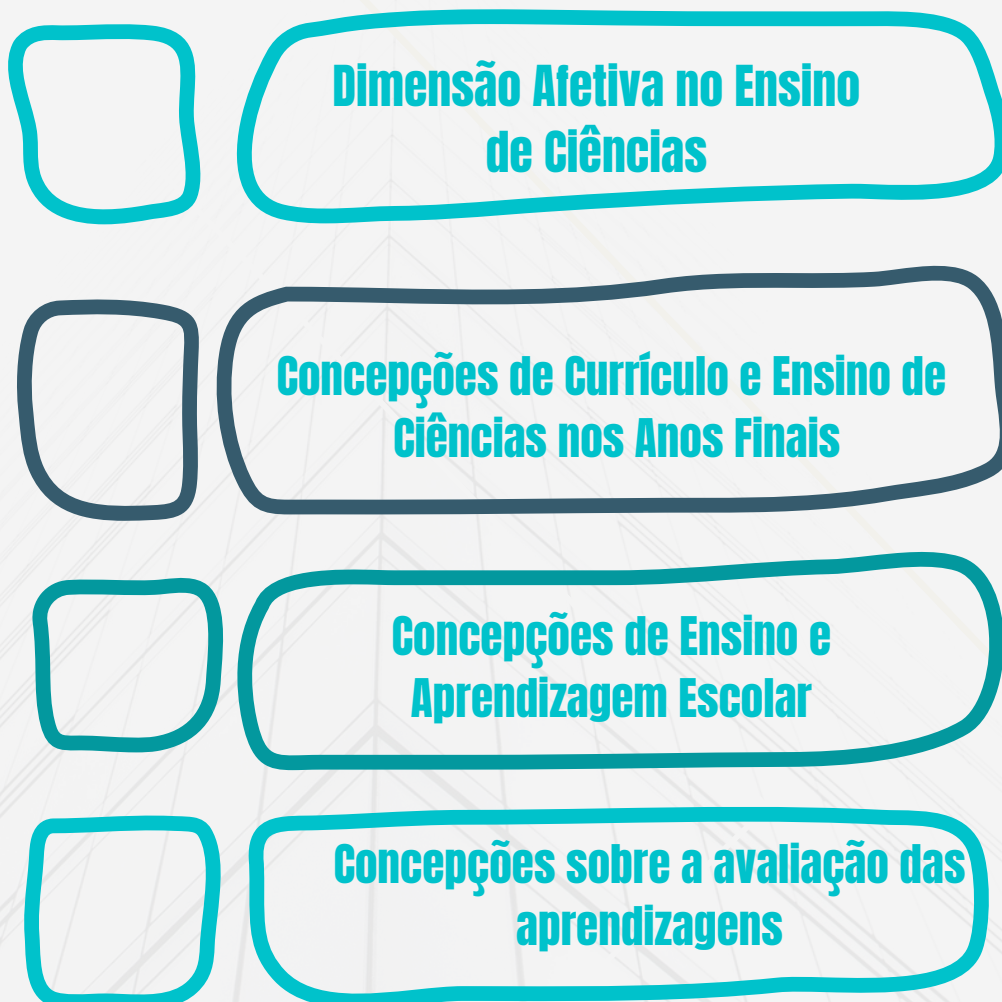 Dimensão Afetiva no Ensino
de Ciências
Concepções de Currículo e Ensino de
Ciências nos Anos Finais
Concepções de Ensino e
Aprendizagem Escolar
Concepções sobre a avaliação das
aprendizagens